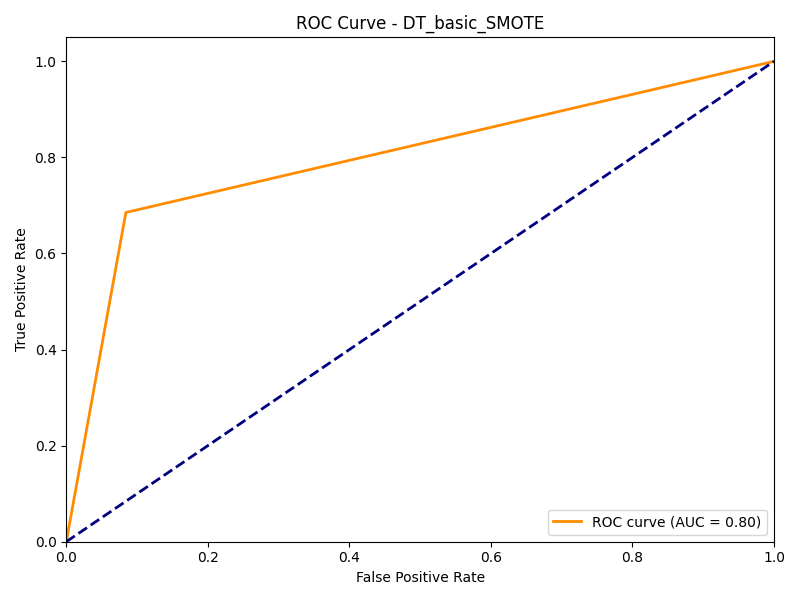 ROC Curve - DT_basic_SMOTE
True Positive Rate
1.0
0.8
0.6
0.4
0.2
0.0
ROC curve (AUC = 0.80)
0.0 0.2 0.4 0.6 0.8 1.0
False Positive Rate